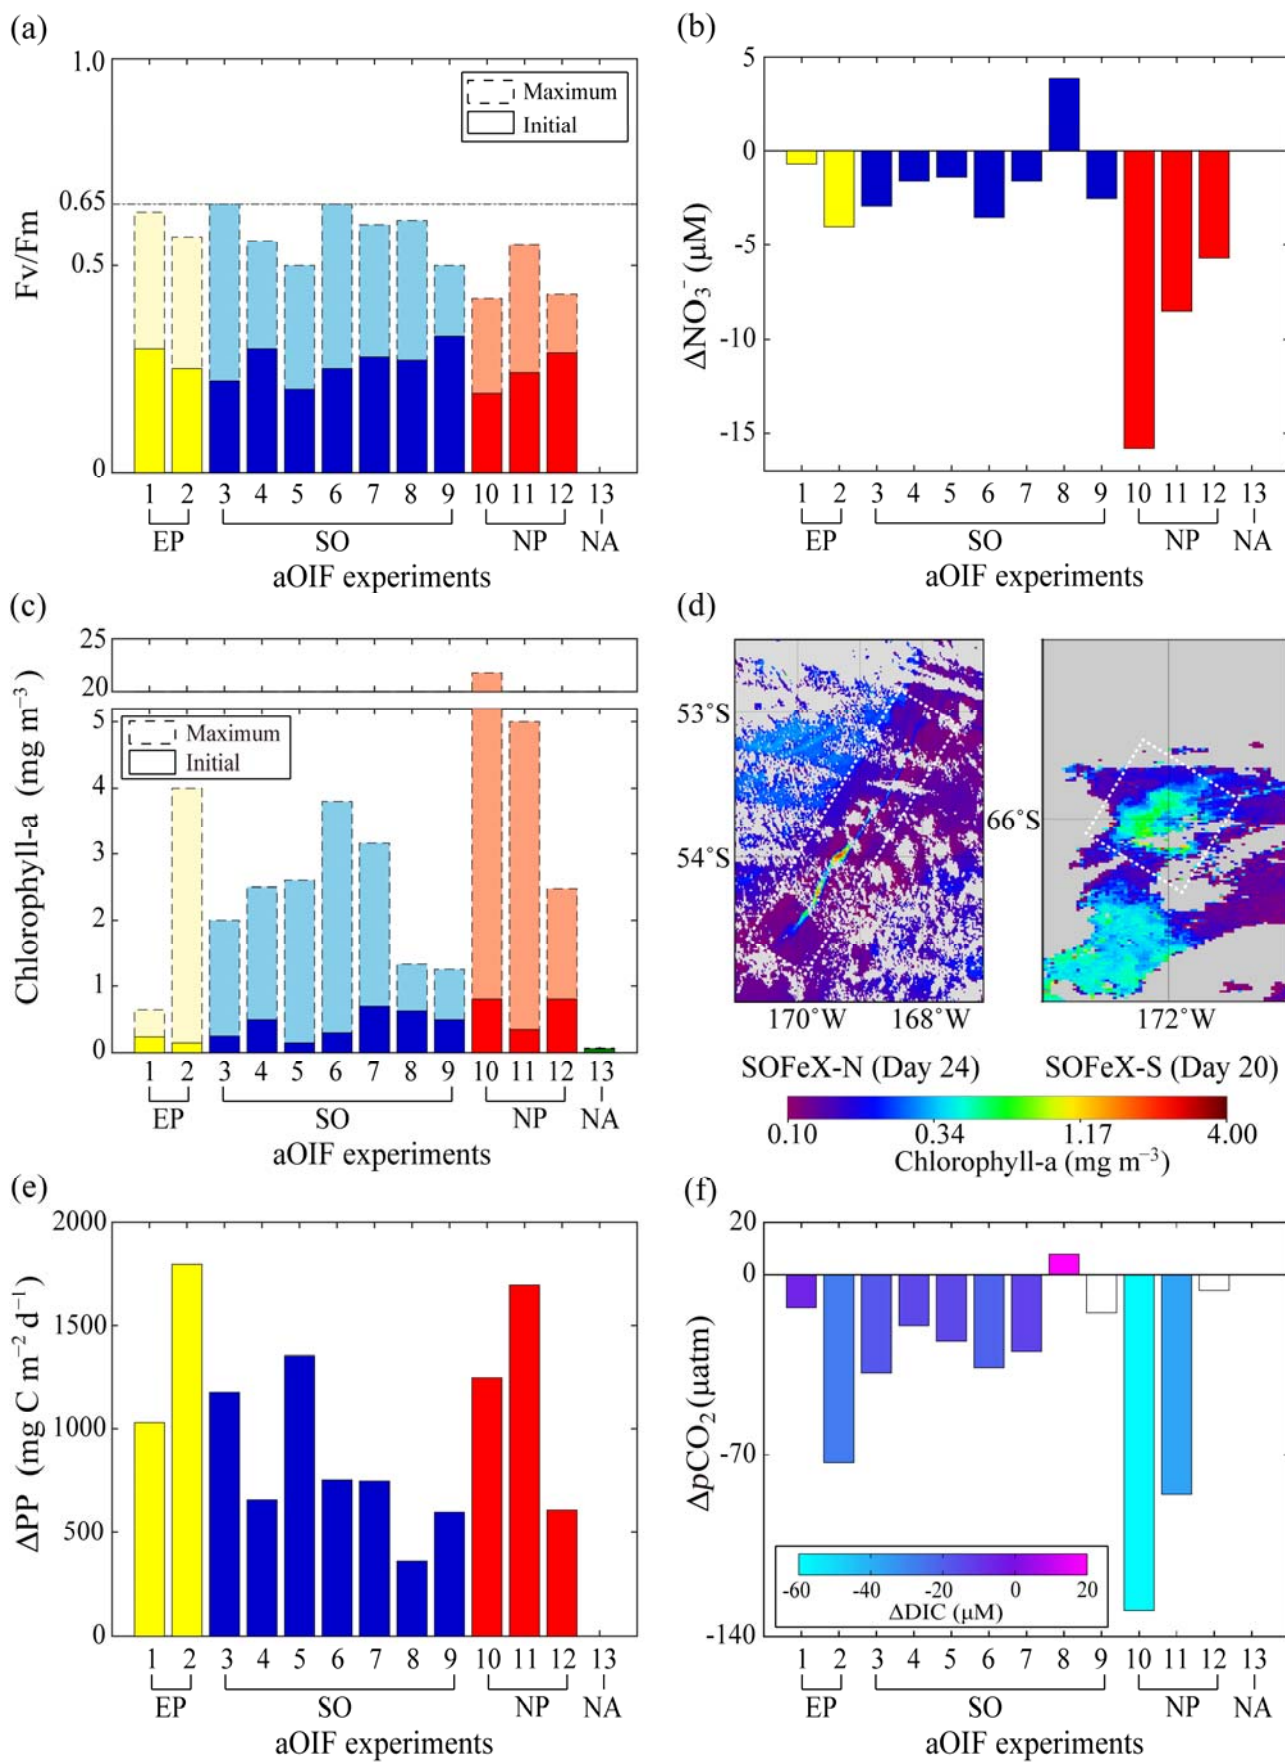 (a)
1.0
0.65
0.5
0
Fv/Fm
Maximum
Initial
1 2 3 4 5 6 7 8 9 10 11 12 13
EP SO NP NA
aOIF experiments
(b)
5
0
-5
-10
-15
ΔNO₃⁻ (μM)
1 2 3 4 5 6 7 8 9 10 11 12 13
EP SO NP NA
aOIF experiments
(c)
25
20
5
4
3
2
1
0
Chlorophyll-a (mg m⁻³)
Maximum
Initial
1 2 3 4 5 6 7 8 9 10 11 12 13
EP SO NP NA
aOIF experiments
(d)
53°S
54°S
66°S
170°W 168°W 172°W
SOFeX-N (Day 24) SOFeX-S (Day 20)
0.10 0.34 1.17 4.00
Chlorophyll-a (mg m⁻³)
(e)
2000
1500
1000
500
0
ΔPP (mg C m⁻² d⁻¹)
1 2 3 4 5 6 7 8 9 10 11 12 13
EP SO NP NA
aOIF experiments
(f)
20
0
-70
-140
ΔpCO₂ (μatm)
-60 -40 -20 0 20
ΔDIC (μM)
1 2 3 4 5 6 7 8 9 10 11 12 13
EP SO NP NA
aOIF experiments